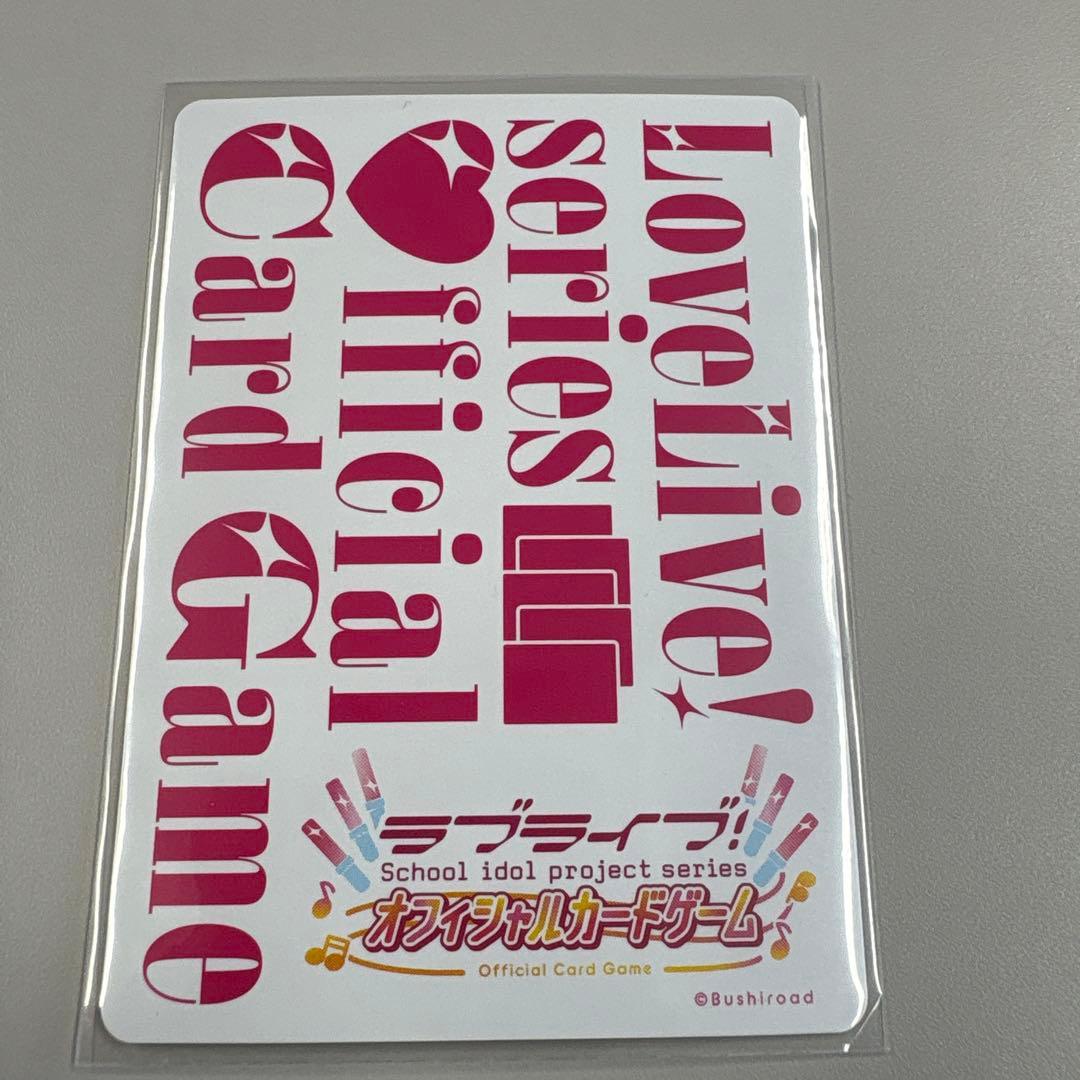 LoveLive!
series
Official
Card Game
ラブライブ!
School idol project series
オフィシャルカードゲーム
Official Card Game
©Bushiroad